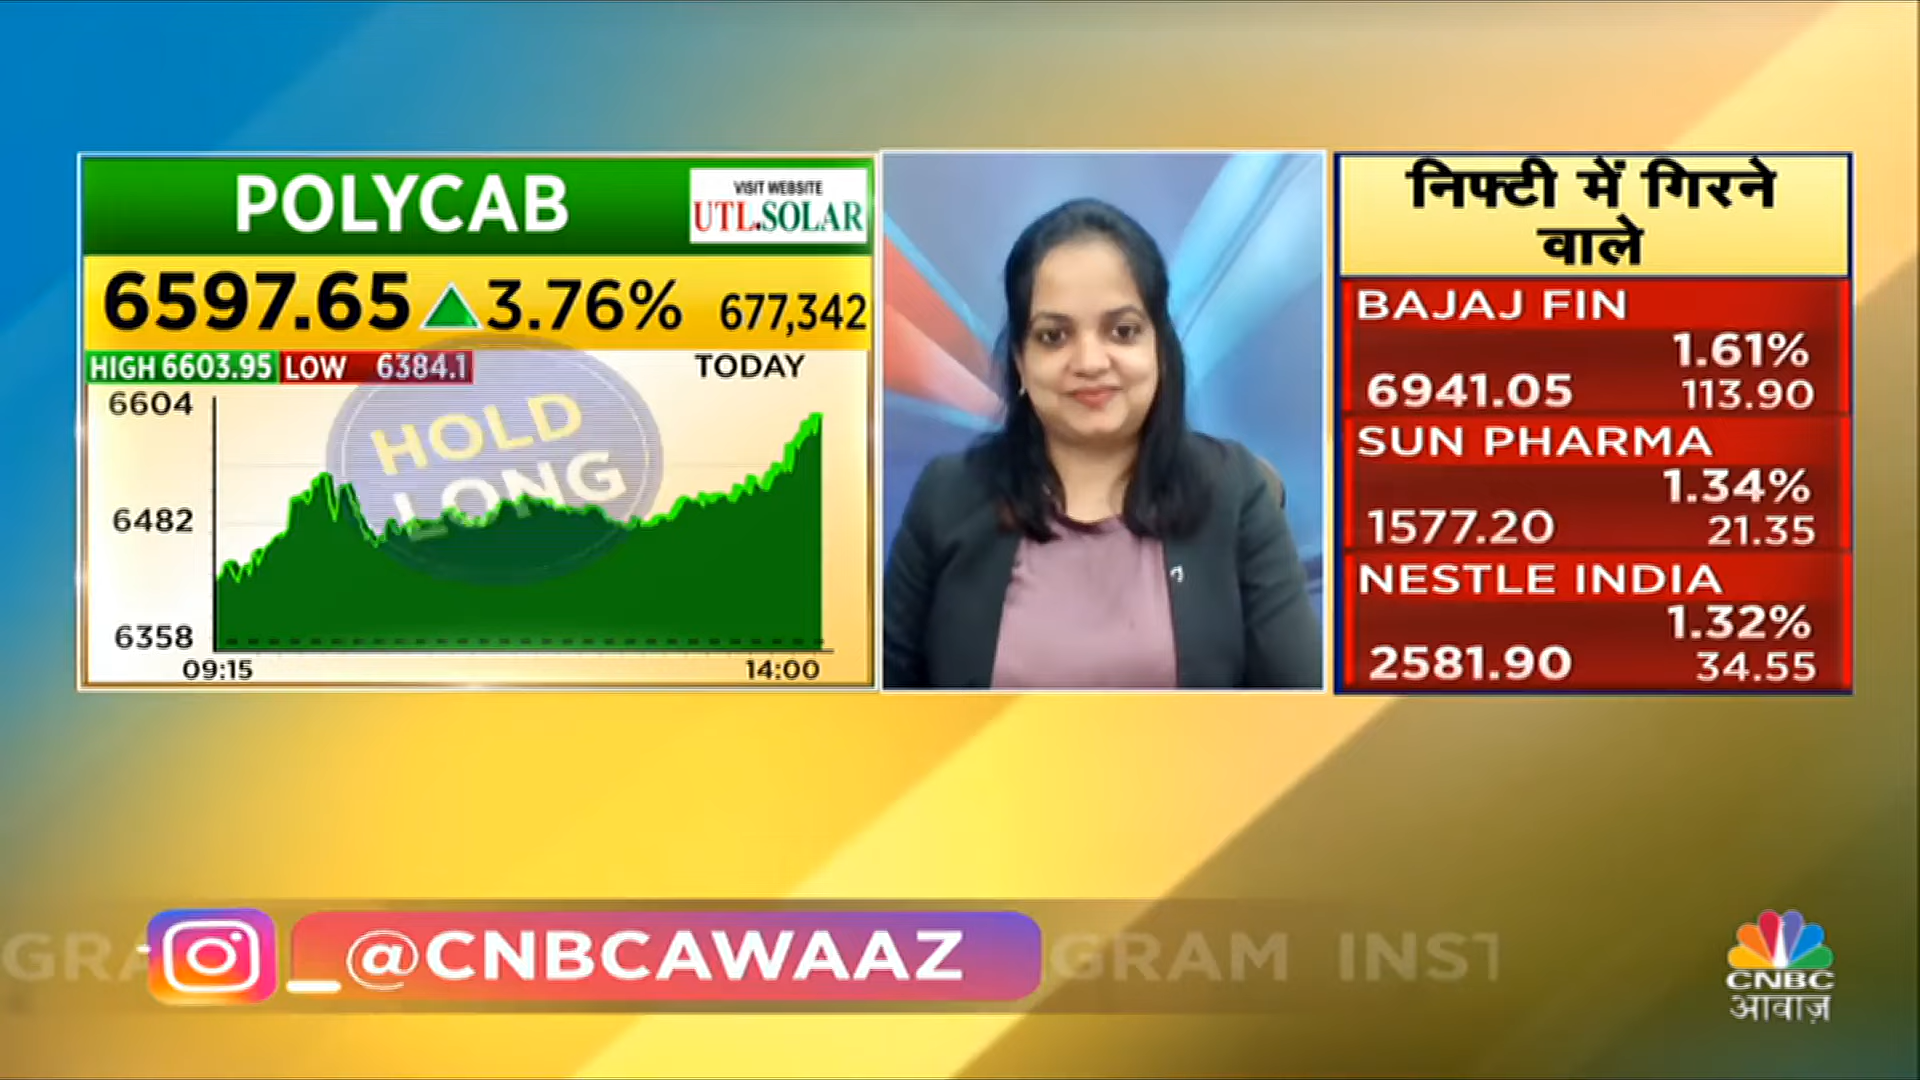 POLYCAB
VISIT WEBSITE
UTL.SOLAR
6597.65 ▲ 3.76% 677,342
HIGH 6603.95 LOW 6384.1 TODAY
HOLD
LONG
6604
6482
6358
09:15 14:00
निफ्टी में गिरने
वाले
BAJAJ FIN
1.61%
6941.05 113.90
SUN PHARMA
1.34%
1577.20 21.35
NESTLE INDIA
1.32%
2581.90 34.55
GRA _@CNBCAWAAZ GRAM INST
CNBC
आवाज़